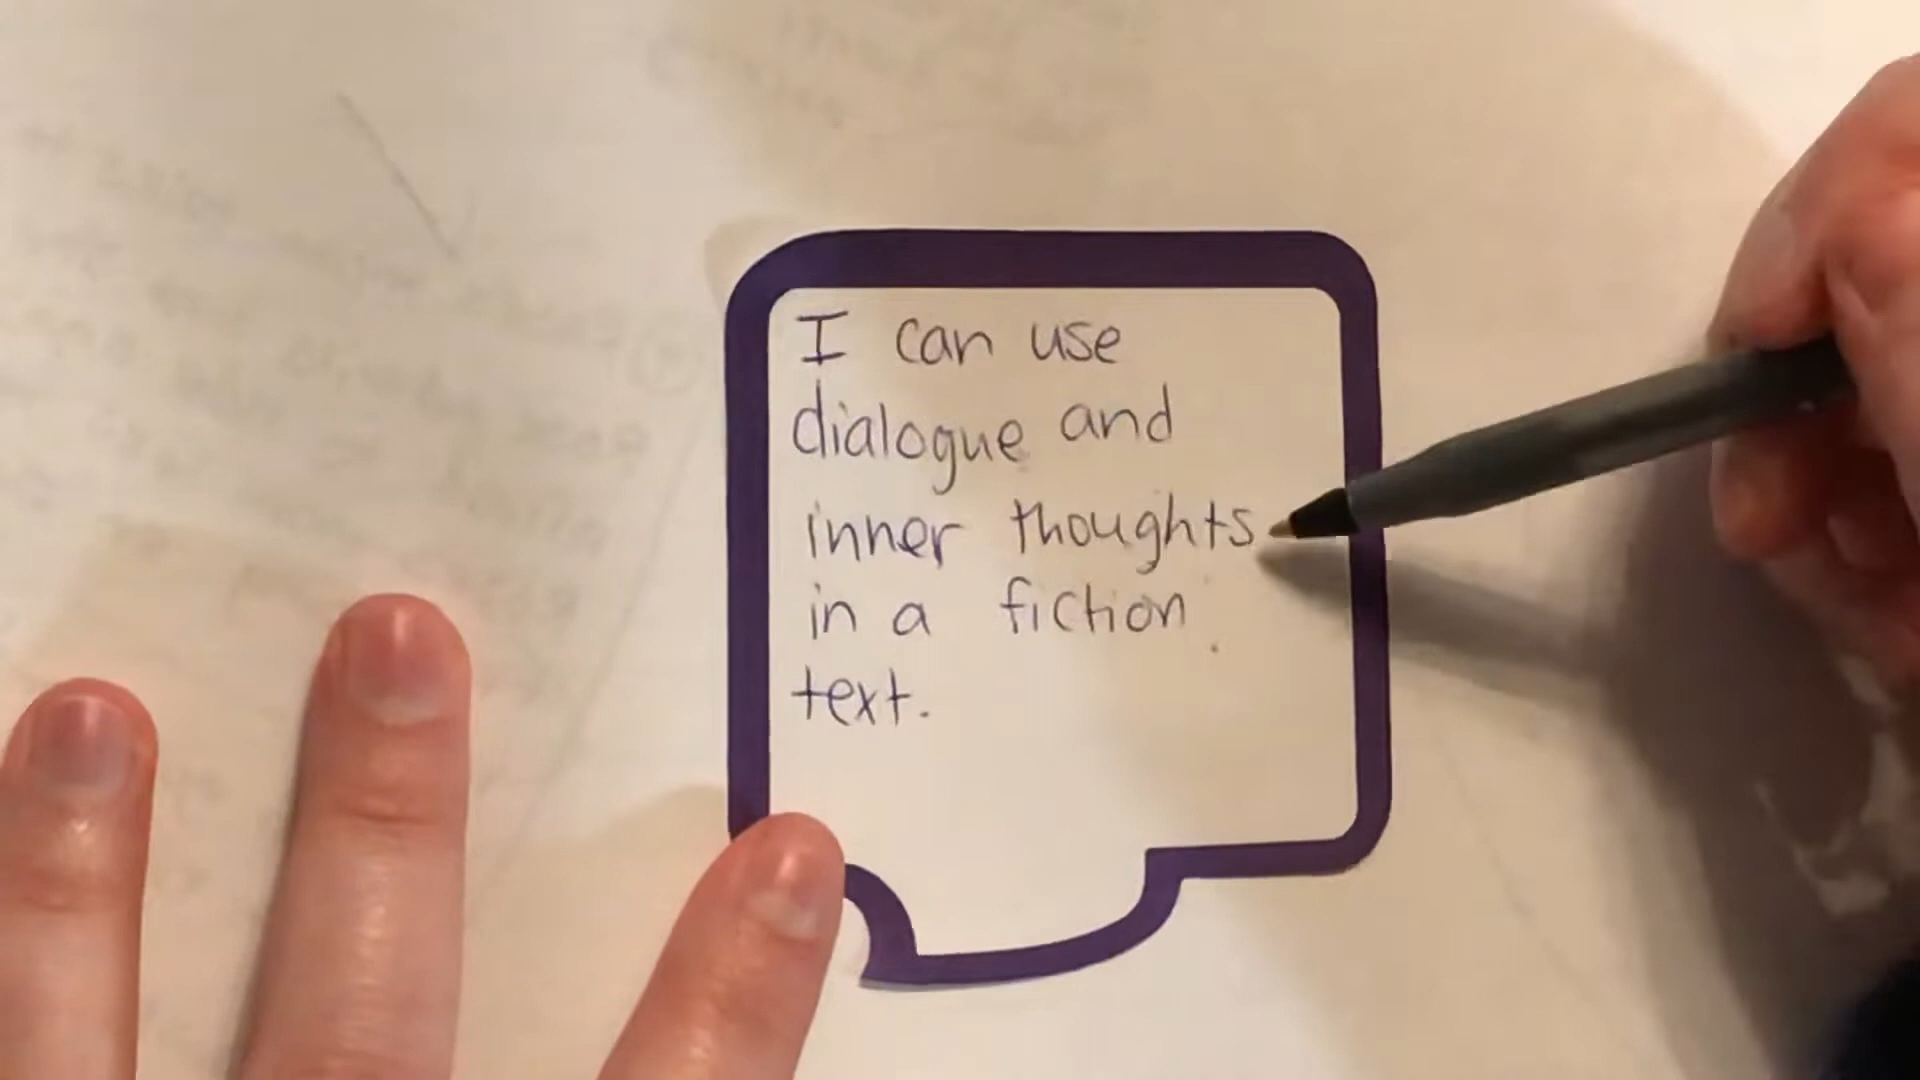 I can use
dialogue and
inner thoughts
in a fiction
text.